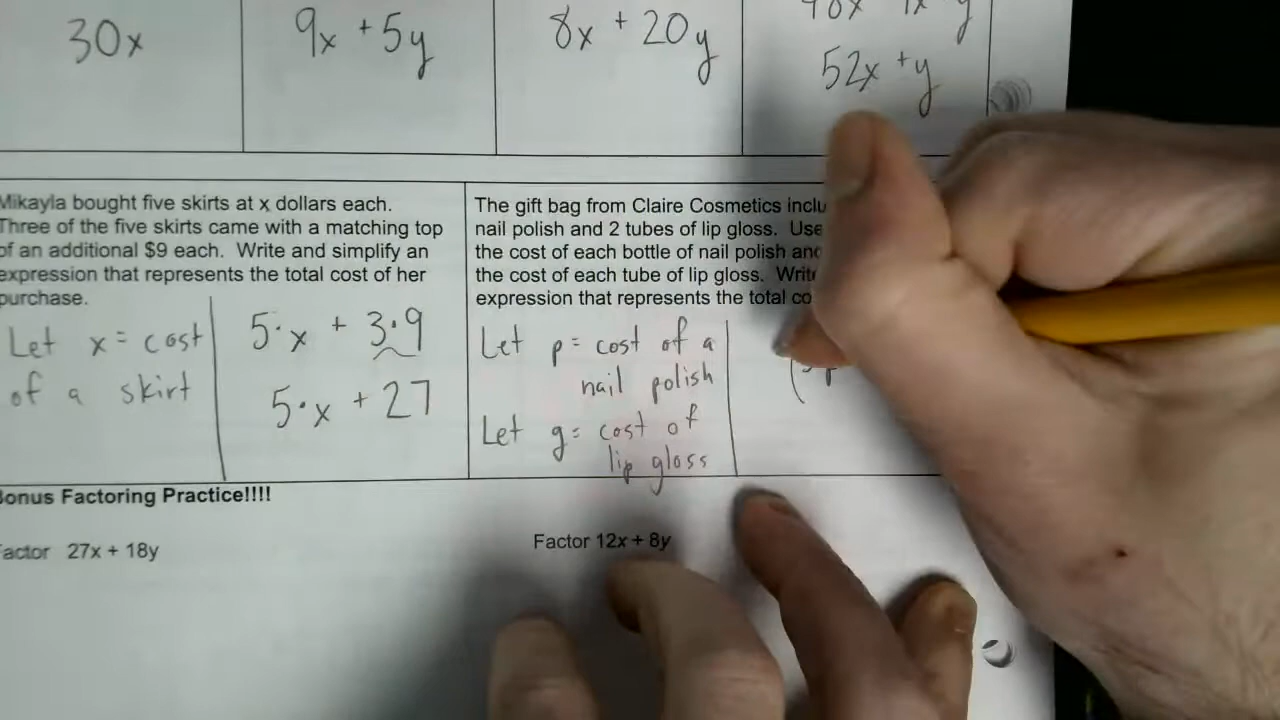 30x
9x + 5y
8x + 20y
52x + y
Mikayla bought five skirts at x dollars each.
Three of the five skirts came with a matching top
of an additional $9 each. Write and simplify an
expression that represents the total cost of her
purchase.
Let x = cost
of a skirt
5·x + 3·9
5·x + 27
The gift bag from Claire Cosmetics
nail polish and 2 tubes of lip gloss. Use
the cost of each bottle of nail polish
the cost of each tube of lip gloss.
expression that represents the total
Let p = cost of a
nail polish
Let g = cost of
lip gloss
Bonus Factoring Practice!!!!
Factor 27x + 18y
Factor 12x + 8y